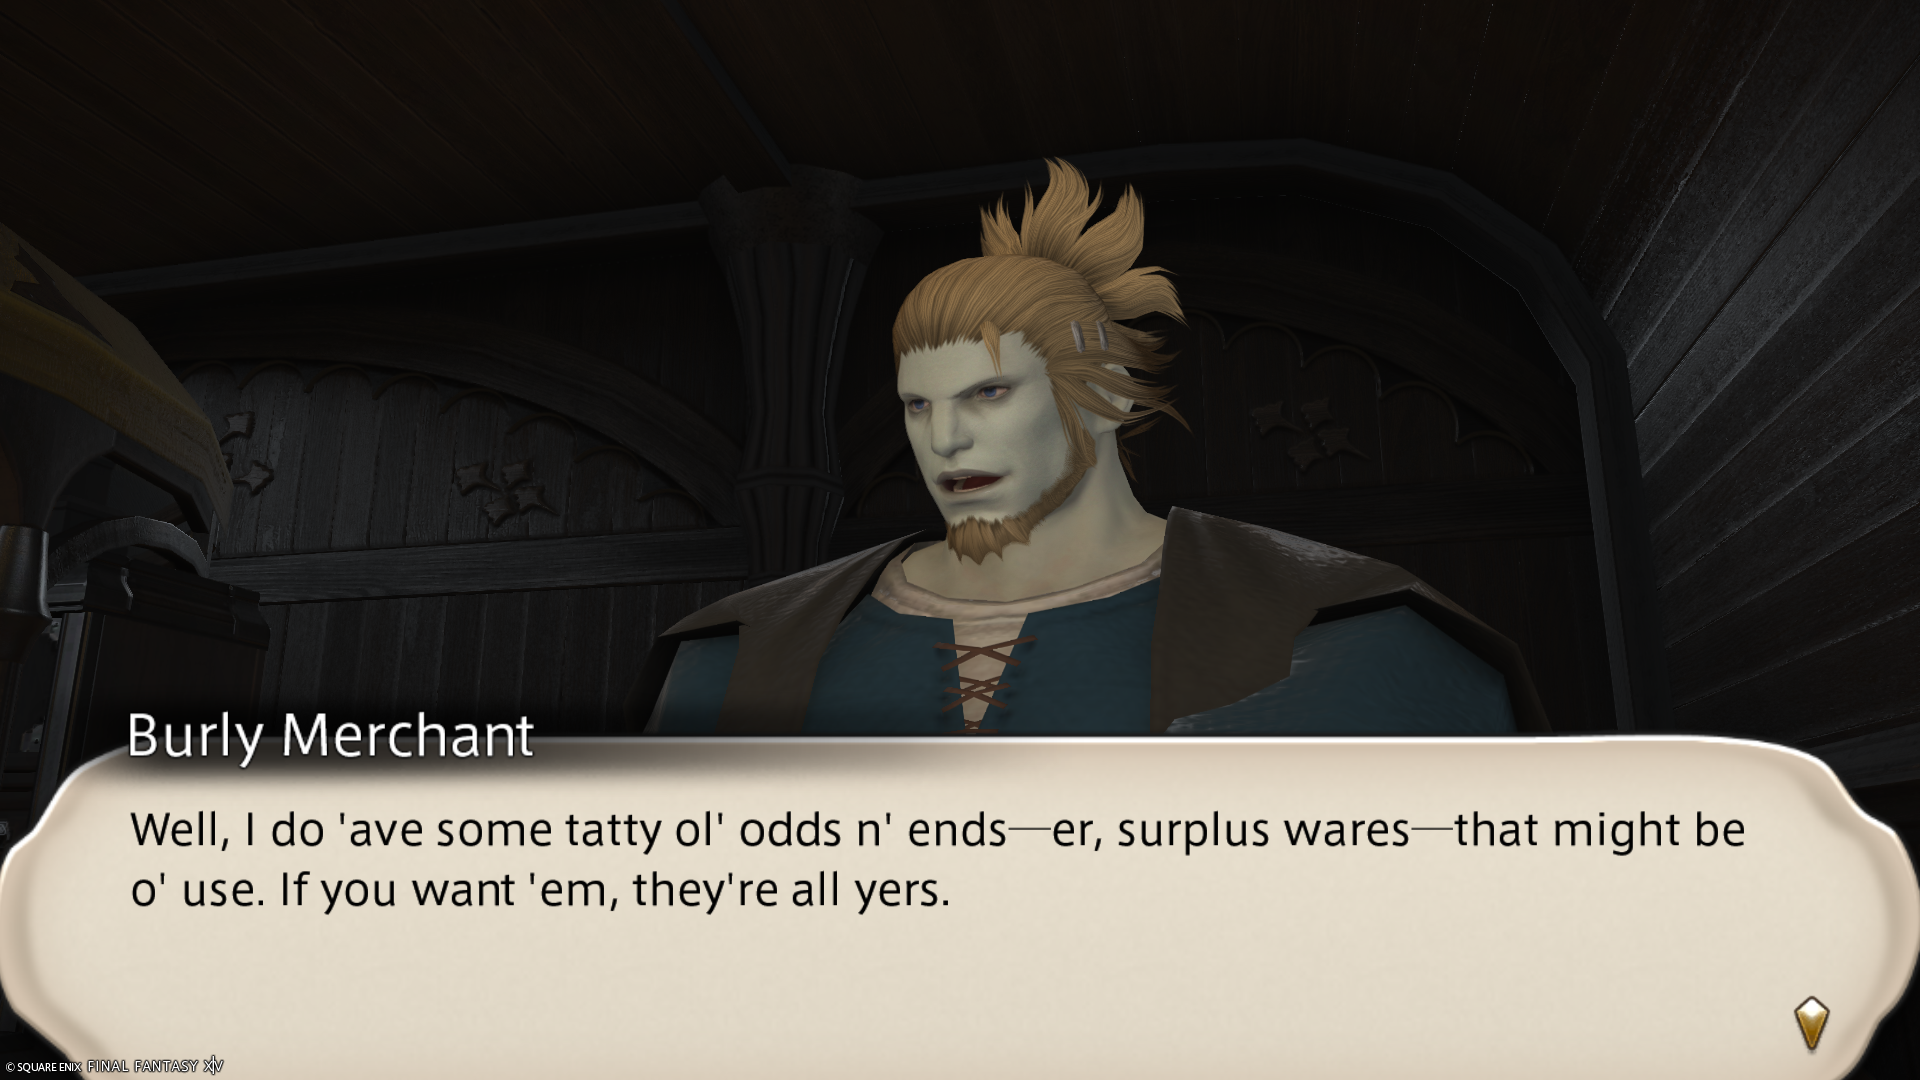 Burly Merchant
Well, I do 'ave some tatty ol' odds n' ends—er, surplus wares—that might be
o' use. If you want 'em, they're all yers.
© SQUARE ENIX FINAL FANTASY XIV